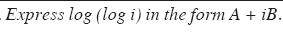 . Express log (log i) in the form A + iB.